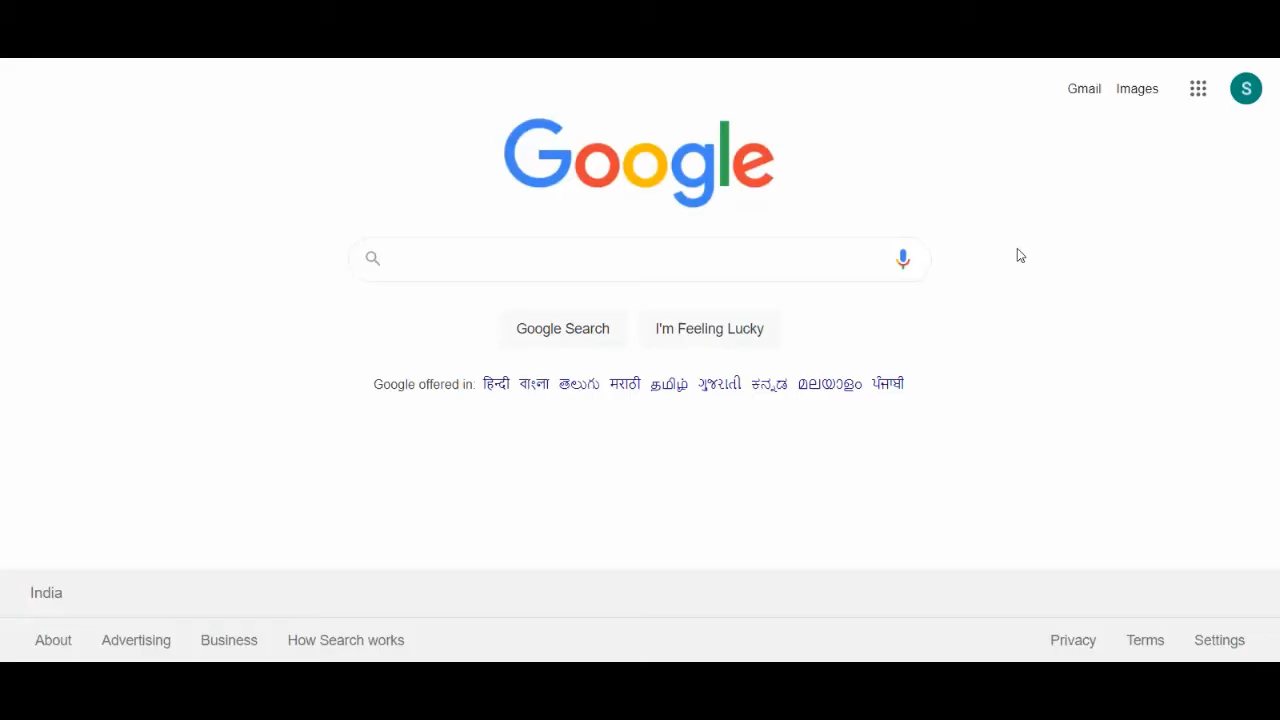 Gmail Images S
Google
Google Search I'm Feeling Lucky
Google offered in: हिन्दी বাংলা తెలుగు मराठी தமிழ் ગુજરાતી ಕನ್ನಡ മലയാളം ਪੰਜਾਬੀ
India
About Advertising Business How Search works Privacy Terms Settings